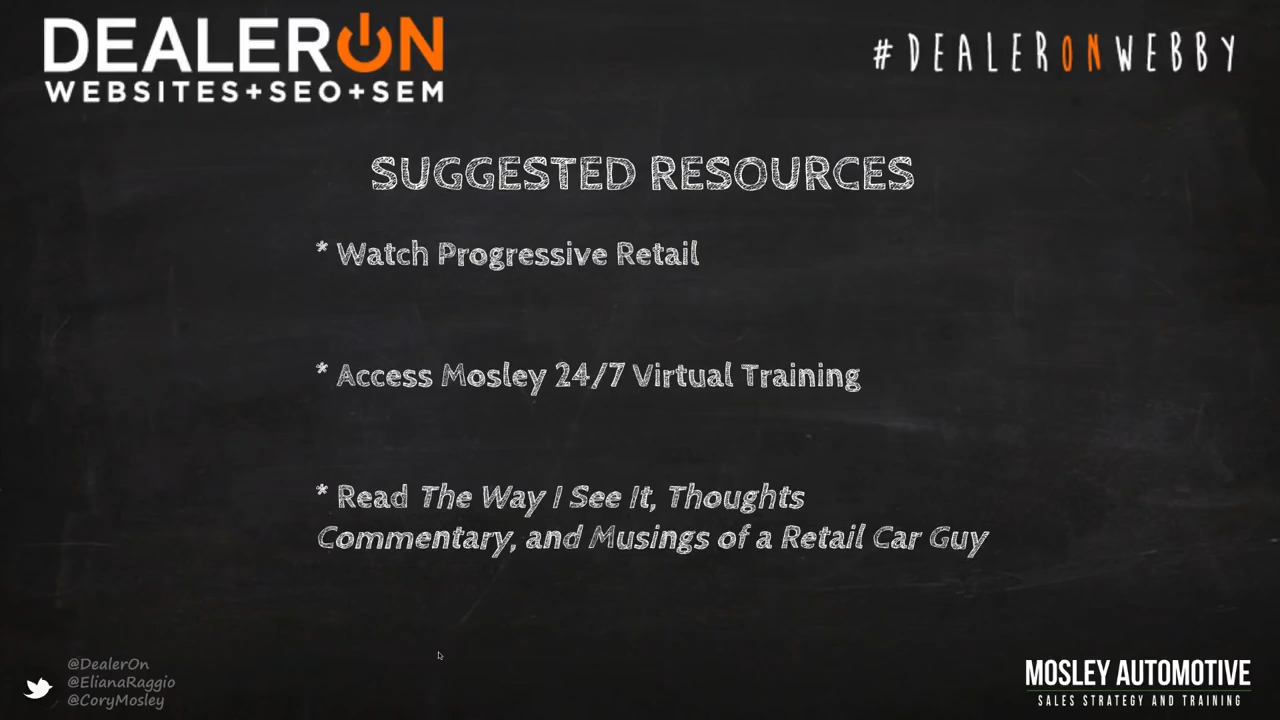 DEALERON
WEBSITES+SEO+SEM
#DEALERONWEBBY
SUGGESTED RESOURCES
* Watch Progressive Retail
* Access Mosley 24/7 Virtual Training
* Read The Way I See It, Thoughts
Commentary, and Musings of a Retail Car Guy
@DealerOn
@ElianaRaggio
@CoryMosley
MOSLEY AUTOMOTIVE
SALES STRATEGY AND TRAINING